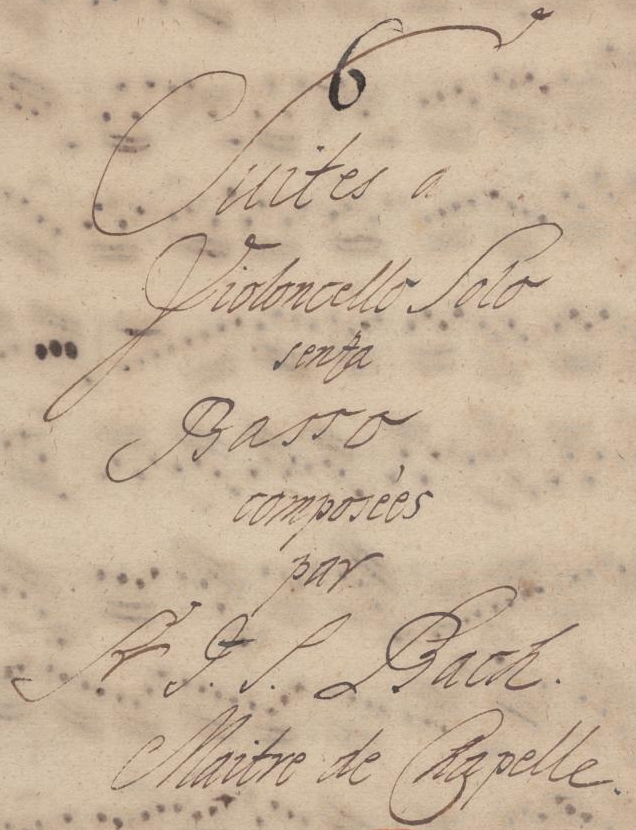 6
Suites a
Violoncello Solo
senza
Basso
composées
par
Sr. J. S. Bach.
Maitre de Chapelle.